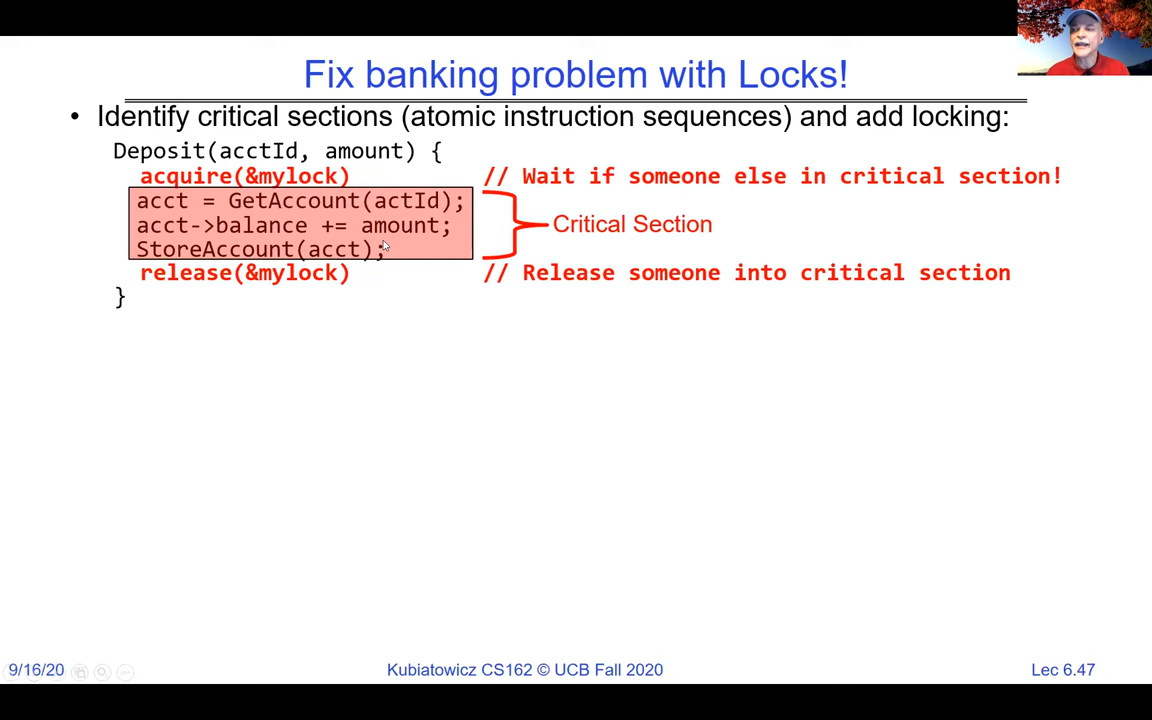 Fix banking problem with Locks!
• Identify critical sections (atomic instruction sequences) and add locking:
Deposit(acctId, amount) {
acquire(&mylock) // Wait if someone else in critical section!
acct = GetAccount(actId);
acct->balance += amount; Critical Section
StoreAccount(acct);
release(&mylock) // Release someone into critical section
}
9/16/20 Kubiatowicz CS162 © UCB Fall 2020 Lec 6.47